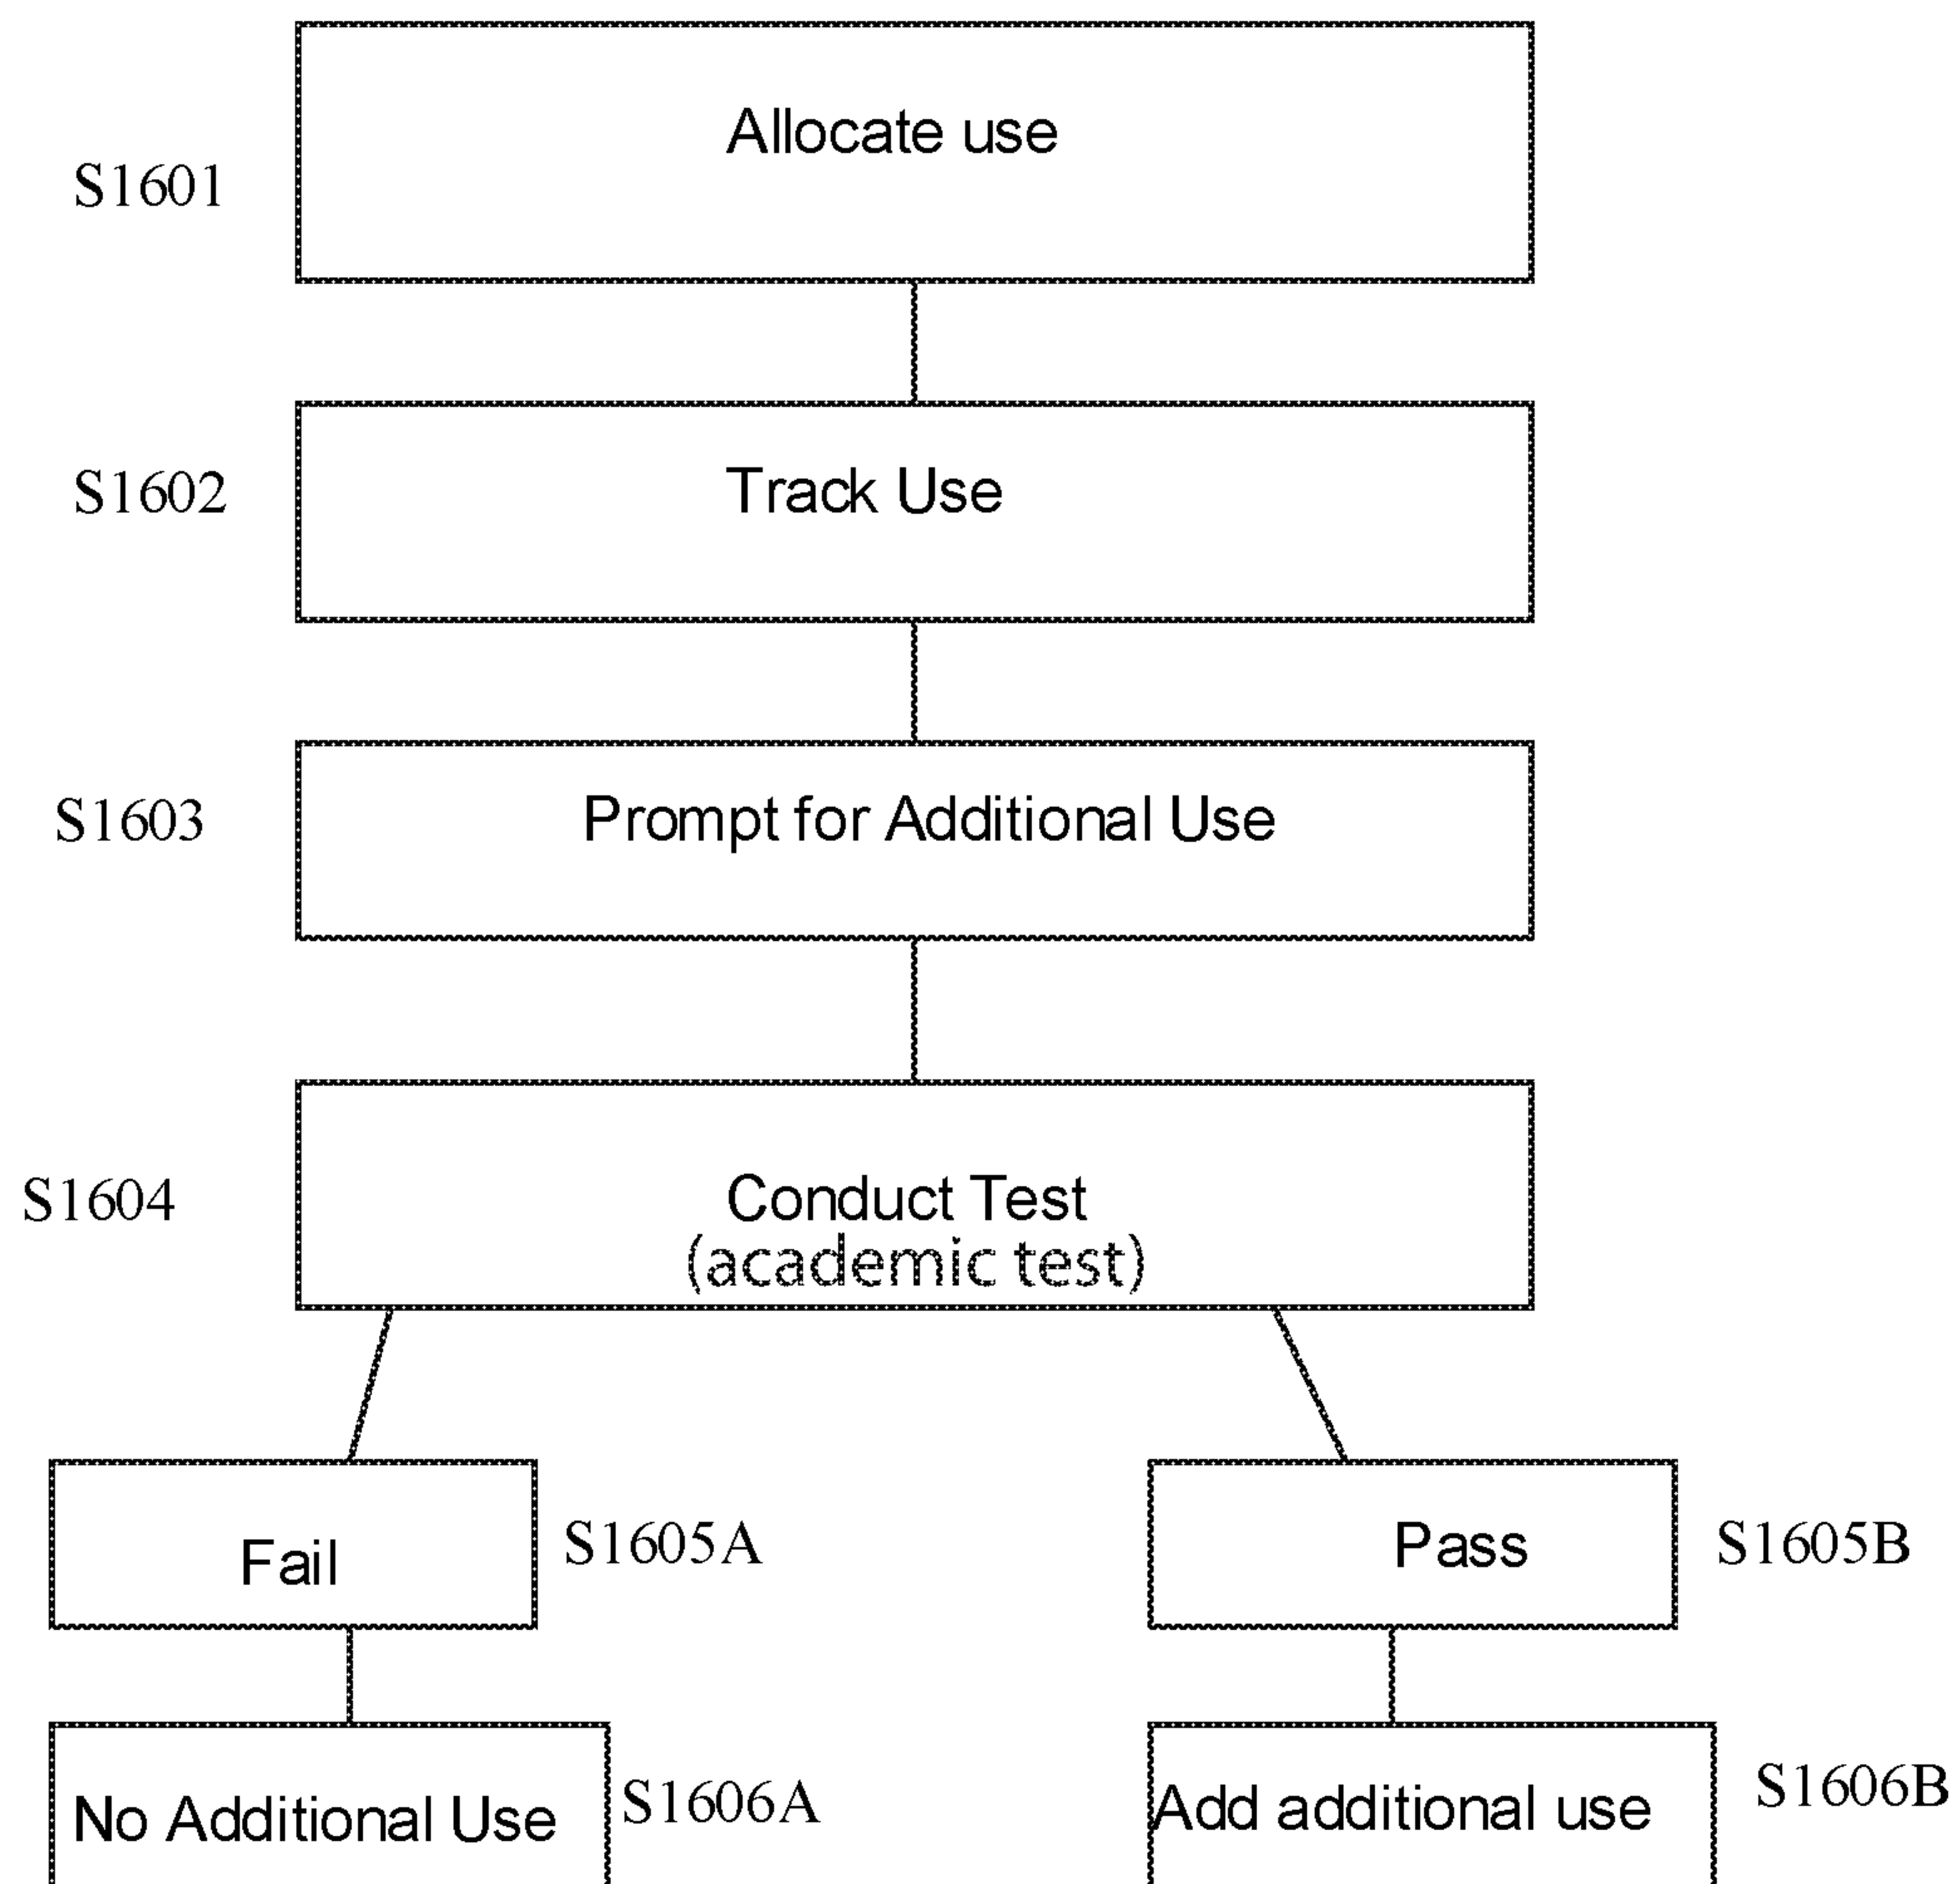 Allocate use
S1601
Track Use
S1602
Prompt for Additional Use
S1603
Conduct Test
S1604
(academic test)
Fail
S1605A
Pass
S1605B
No Additional Use
S1606A
Add additional use
S1606B